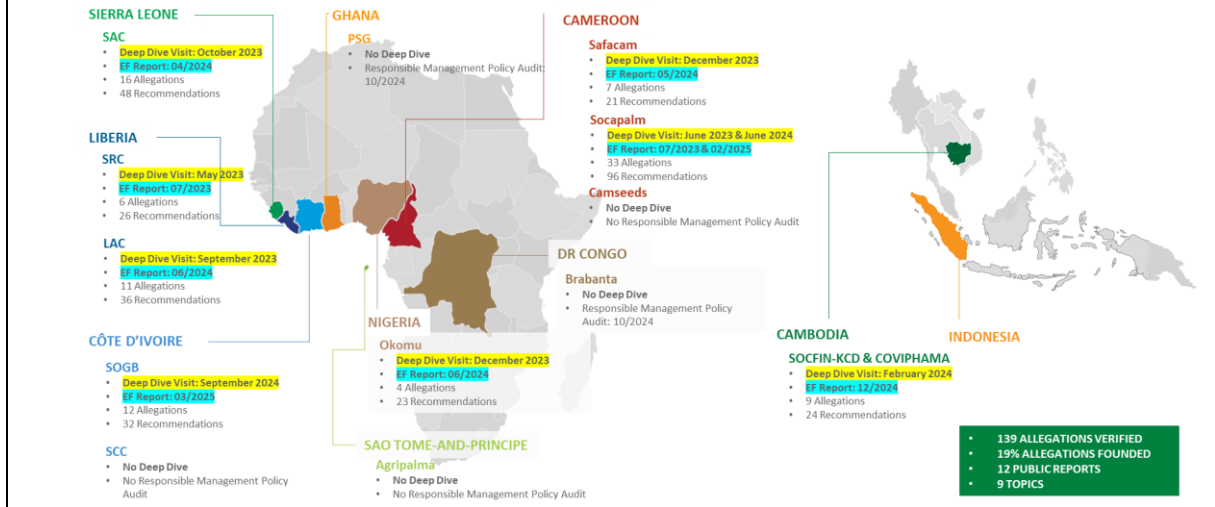 SIERRA LEONE
SAC
• Deep Dive Visit: October 2023
• EF Report: 04/2024
• 16 Allegations
• 48 Recommendations
LIBERIA
SRC
• Deep Dive Visit: May 2023
• EF Report: 07/2023
• 6 Allegations
• 26 Recommendations
LAC
• Deep Dive Visit: September 2023
• EF Report: 06/2024
• 11 Allegations
• 36 Recommendations
CÔTE D'IVOIRE
SOGB
• Deep Dive Visit: September 2024
• EF Report: 03/2025
• 12 Allegations
• 32 Recommendations
SCC
• No Deep Dive
• No Responsible Management Policy
Audit
GHANA
PSG
• No Deep Dive
• Responsible Management Policy Audit:
10/2024
CAMEROON
Safacam
• Deep Dive Visit: December 2023
• EF Report: 05/2024
• 7 Allegations
• 21 Recommendations
Socapalm
• Deep Dive Visit: June 2023 & June 2024
• EF Report: 07/2023 & 02/2025
• 33 Allegations
• 96 Recommendations
Camseeds
• No Deep Dive
• No Responsible Management Policy Audit
DR CONGO
Brabanta
• No Deep Dive
• Responsible Management Policy
Audit: 10/2024
NIGERIA
Okomu
• Deep Dive Visit: December 2023
• EF Report: 06/2024
• 4 Allegations
• 23 Recommendations
SAO TOME-AND-PRINCIPE
Agripalma
• No Deep Dive
• No Responsible Management Policy Audit
CAMBODIA
SOCFIN-KCD & COVIPHAMA
• Deep Dive Visit: February 2024
• EF Report: 12/2024
• 9 Allegations
• 24 Recommendations
INDONESIA
• 139 ALLEGATIONS VERIFIED
• 19% ALLEGATIONS FOUNDED
• 12 PUBLIC REPORTS
• 9 TOPICS